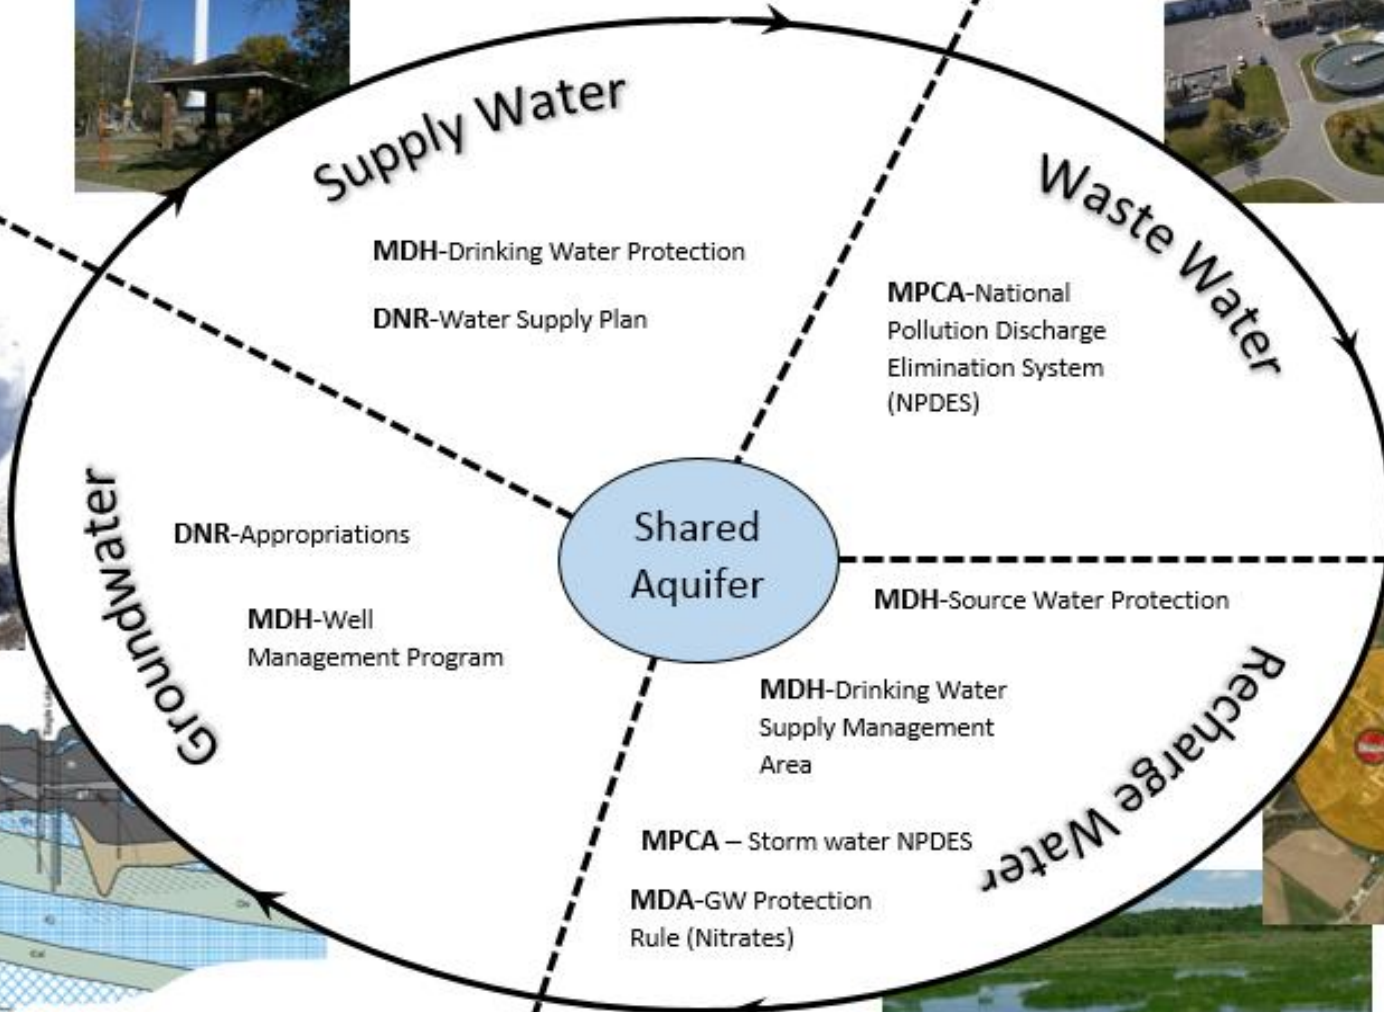 Supply Water
MDH-Drinking Water Protection
DNR-Water Supply Plan
Waste Water
MPCA-National
Pollution Discharge
Elimination System
(NPDES)
Shared
Aquifer
Groundwater
DNR-Appropriations
MDH-Well
Management Program
MDH-Source Water Protection
MDH-Drinking Water
Supply Management
Area
MPCA – Storm water NPDES
MDA-GW Protection
Rule (Nitrates)
Recharge Water